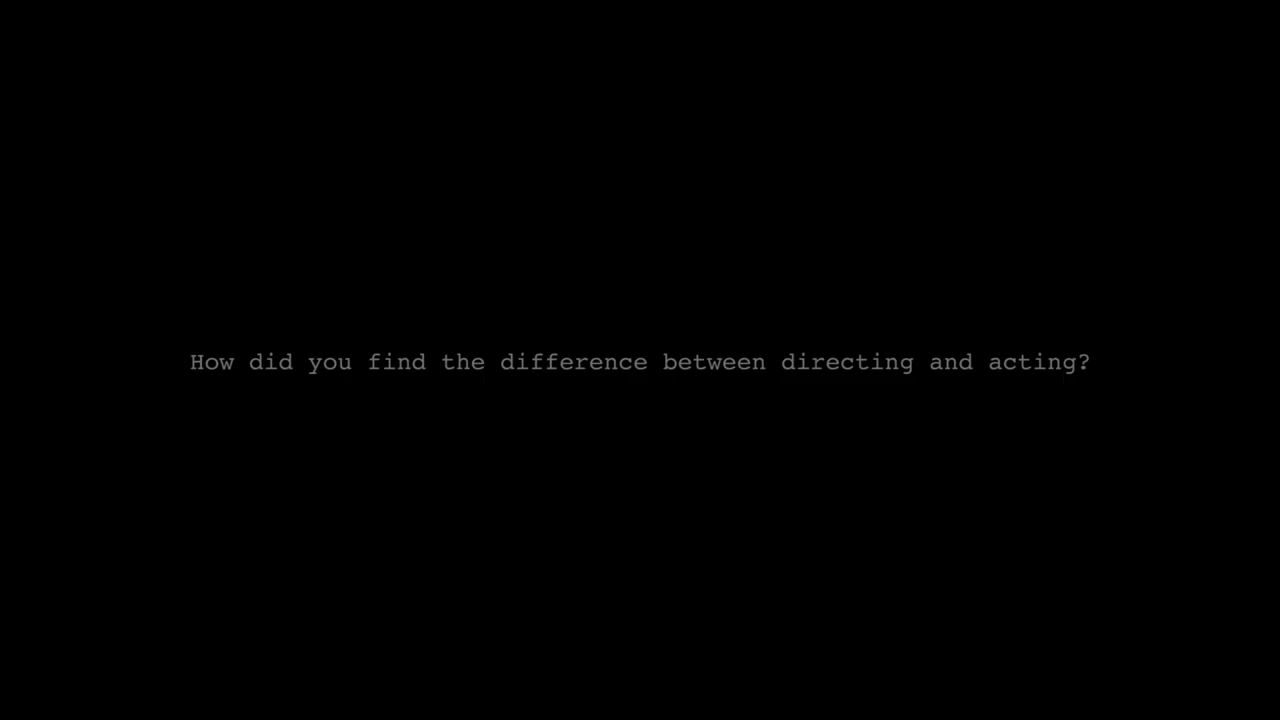 How did you find the difference between directing and acting?